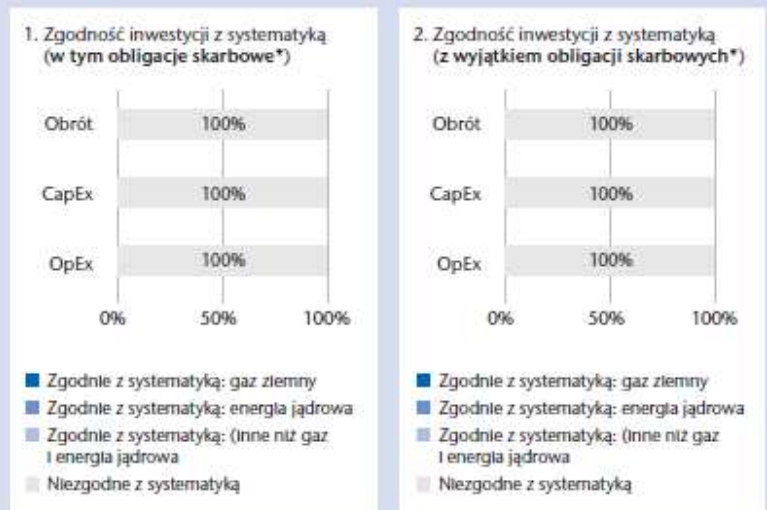 1. Zgodność inwestycji z systematyką
(w tym obligacje skarbowe*)
Obrót 100%
CapEx 100%
OpEx 100%
0% 50% 100%
Zgodnie z systematyką: gaz ziemny
Zgodnie z systematyką: energia jądrowa
Zgodnie z systematyką: (inne niż gaz
i energia jądrowa
Niezgodne z systematyką
2. Zgodność inwestycji z systematyką
(z wyjątkiem obligacji skarbowych*)
Obrót 100%
CapEx 100%
OpEx 100%
0% 50% 100%
Zgodnie z systematyką: gaz ziemny
Zgodnie z systematyką: energia jądrowa
Zgodnie z systematyką: (inne niż gaz
i energia jądrowa
Niezgodne z systematyką